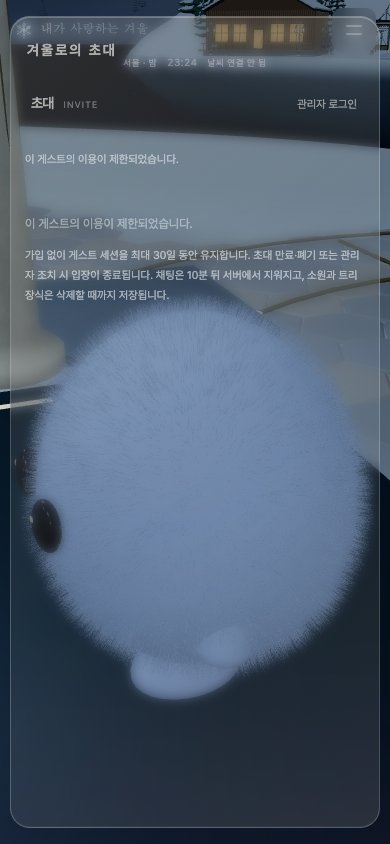 내가 사랑하는 겨울
겨울로의 초대
서울 · 밤 23:24 날씨 연결 안 됨
초대 INVITE
관리자 로그인
이 게스트의 이용이 제한되었습니다.
이 게스트의 이용이 제한되었습니다.
가입 없이 게스트 세션을 최대 30일 동안 유지합니다. 초대 만료·폐기 또는 관리
자 조치 시 입장이 종료됩니다. 채팅은 10분 뒤 서버에서 지워지고, 소원과 트리
장식은 삭제할 때까지 저장됩니다.